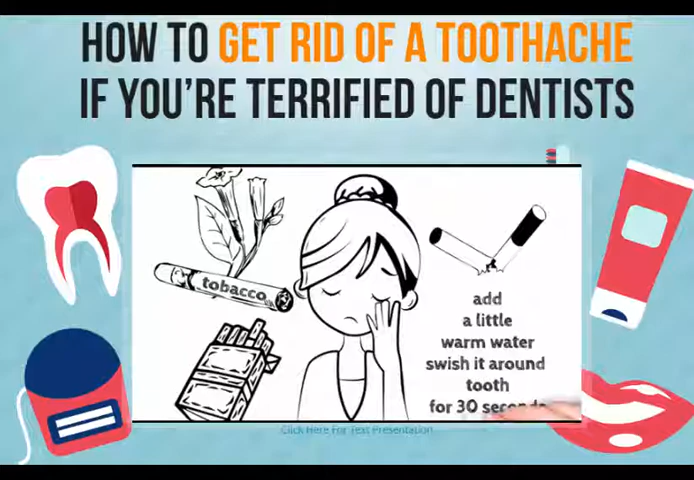 HOW TO GET RID OF A TOOTHACHE
IF YOU'RE TERRIFIED OF DENTISTS
tobacco
add
a little
warm water
swish it around
tooth
for 30 seconds
Click Here For Text Presentation